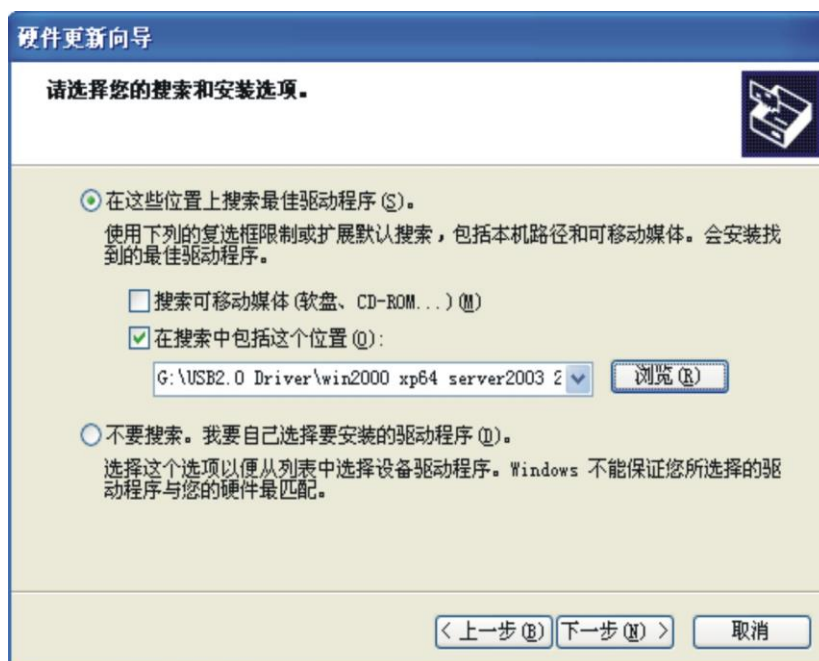 硬件更新向导
请选择您的搜索和安装选项。
在这些位置上搜索最佳驱动程序(S)。
使用下列的复选框限制或扩展默认搜索，包括本机路径和可移动媒体。会安装找
到的最佳驱动程序。
搜索可移动媒体(软盘、CD-ROM...)(M)
在搜索中包括这个位置(O):
G:\USB2.0 Driver\win2000 xp64 server2003 2
浏览(R)
不要搜索。我要自己选择要安装的驱动程序(D)。
选择这个选项以便从列表中选择设备驱动程序。Windows 不能保证您所选择的驱
动程序与您的硬件最匹配。
< 上一步(B) 下一步(N) > 取消